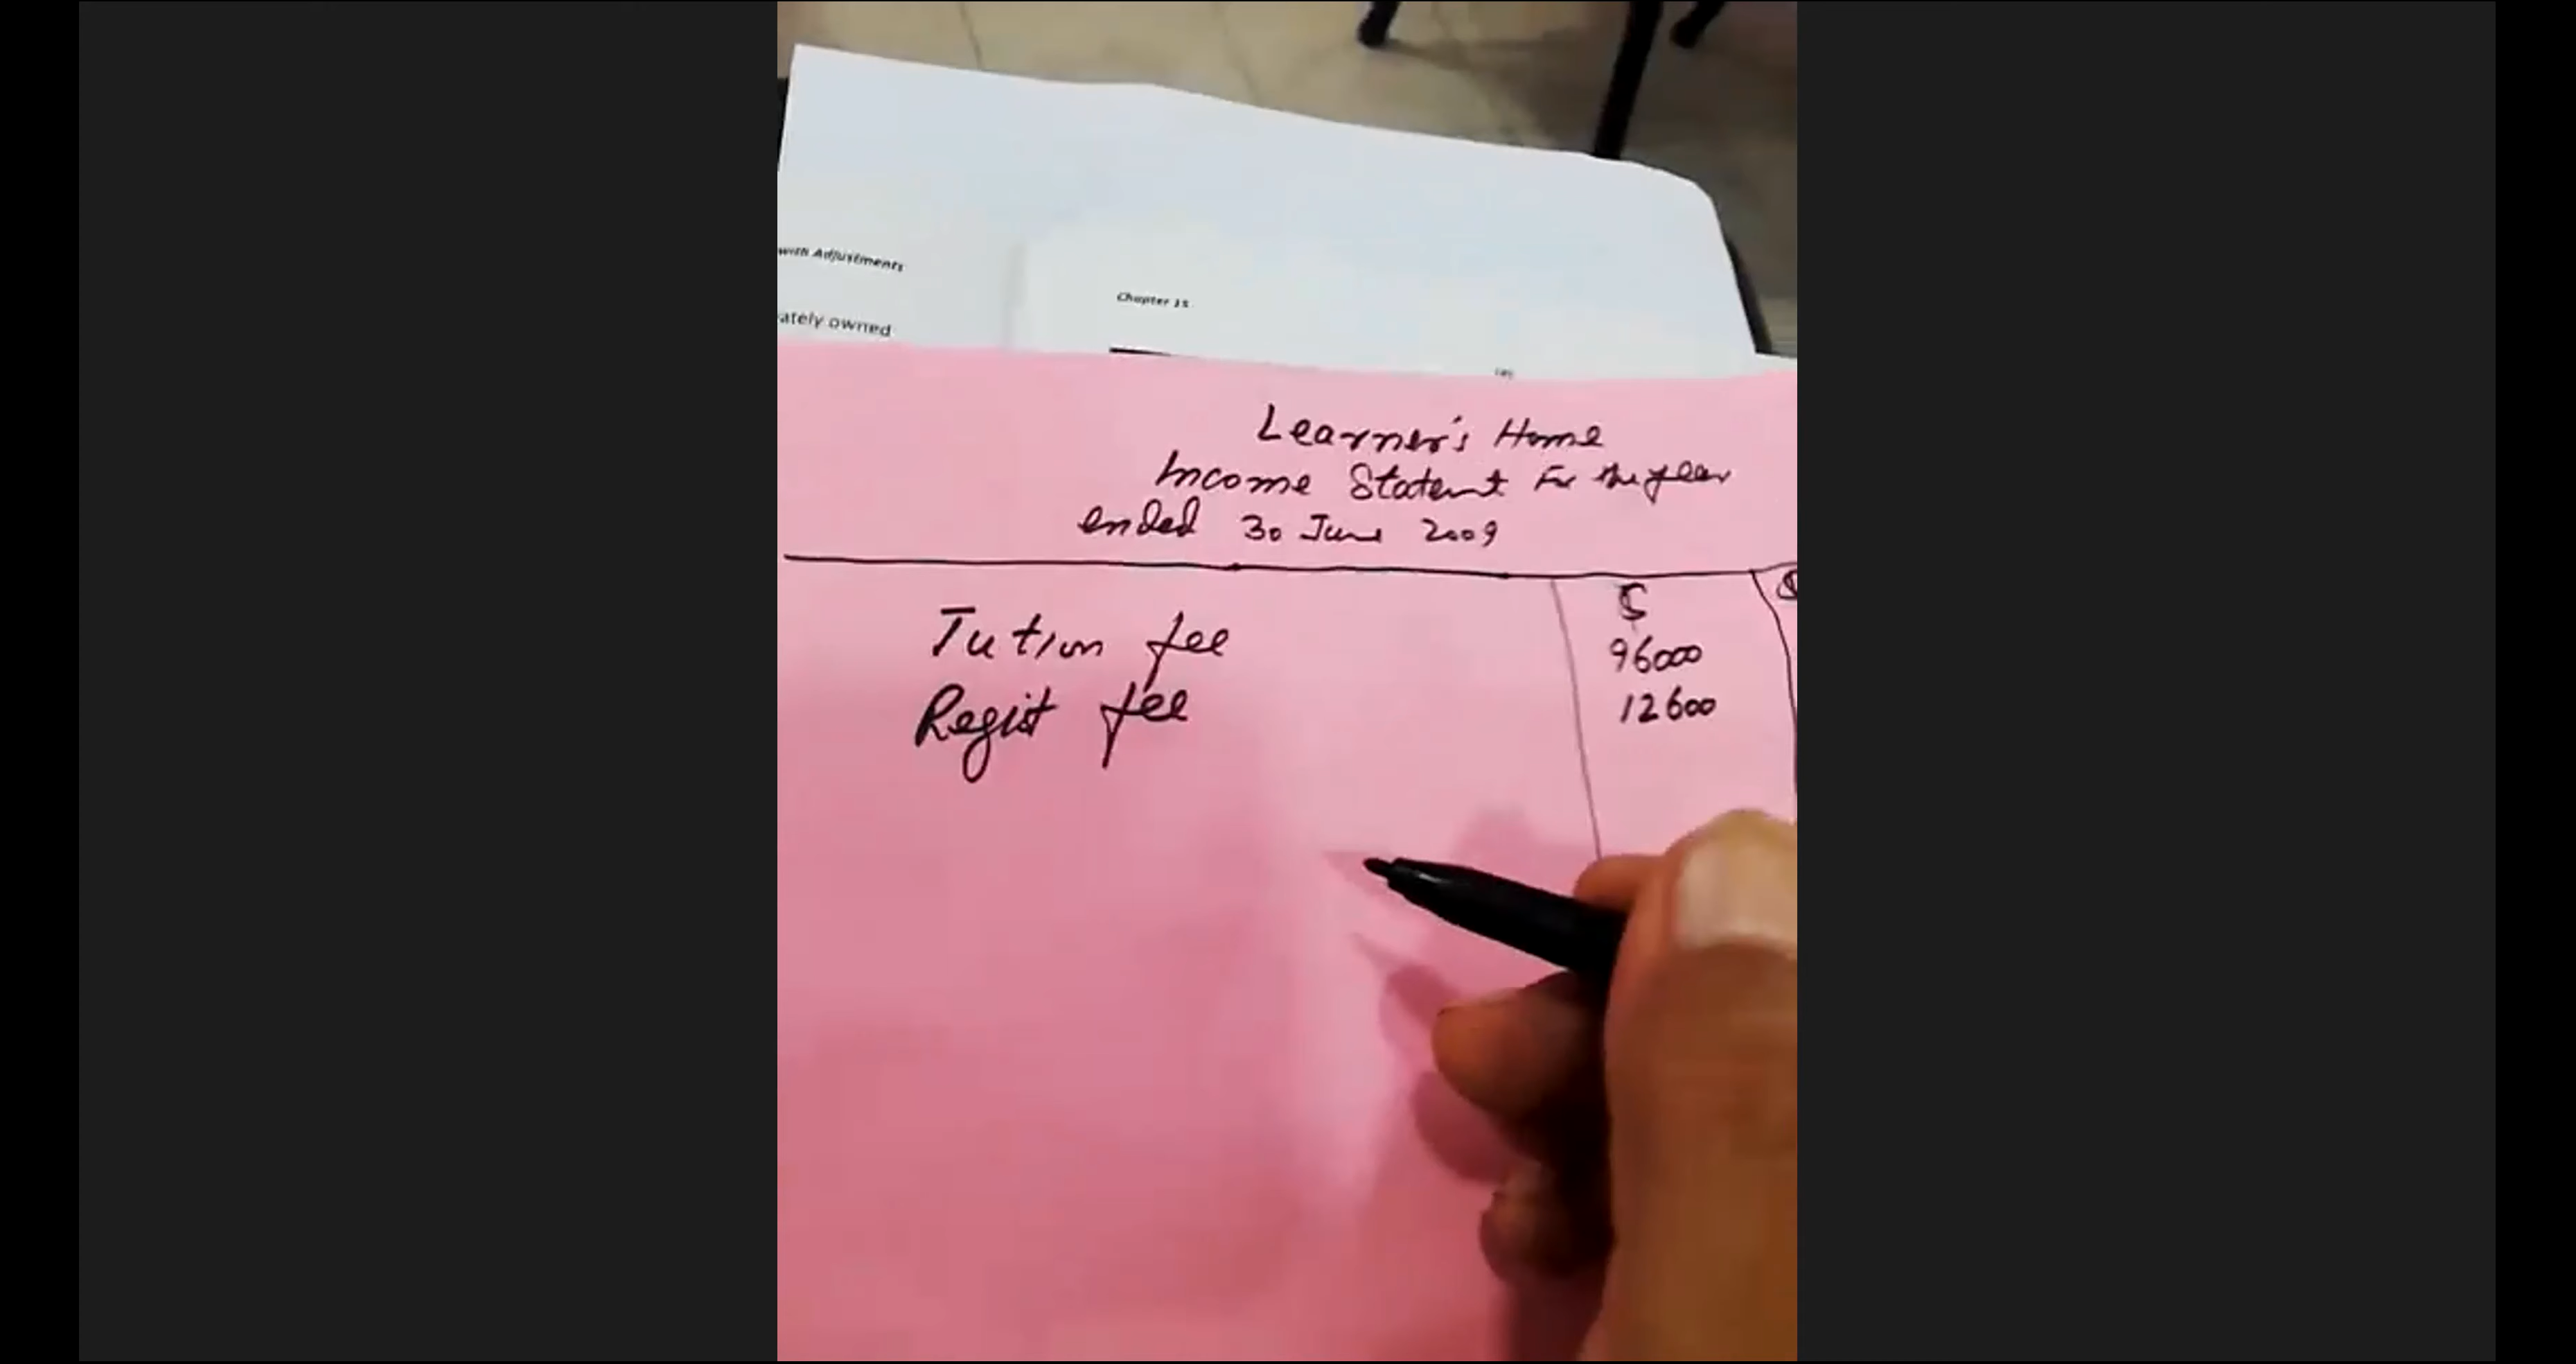 with Adjustments
Chapter 15
ately owned
Learner's Home
Income Statemt For the year
ended 30 June 2009
$ $
Tution fee 96000
Regist fee 12600